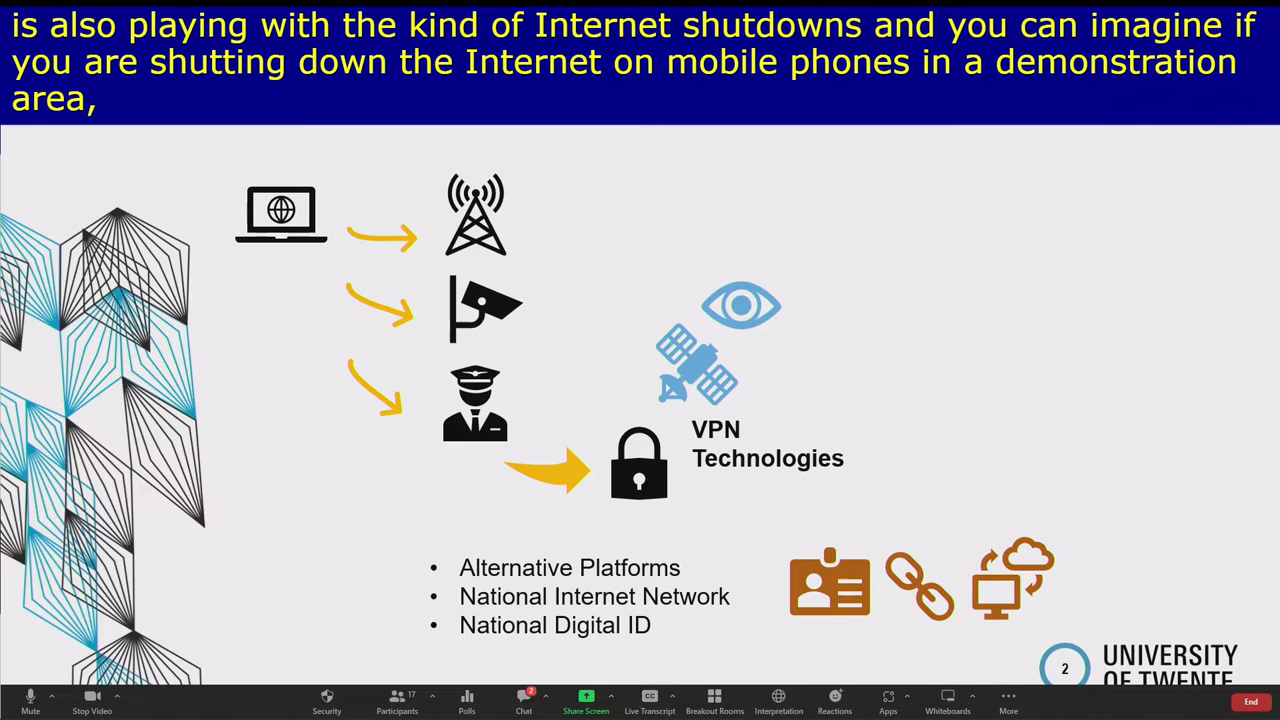 is also playing with the kind of Internet shutdowns and you can imagine if
you are shutting down the Internet on mobile phones in a demonstration
area,
VPN
Technologies
• Alternative Platforms
• National Internet Network
• National Digital ID
2
UNIVERSITY
OF TWENTE
Mute
Stop Video
Security
17
Participants
Polls
2
Chat
Share Screen
CC
Live Transcript
Breakout Rooms
Interpretation
Reactions
Apps
Whiteboards
More
End